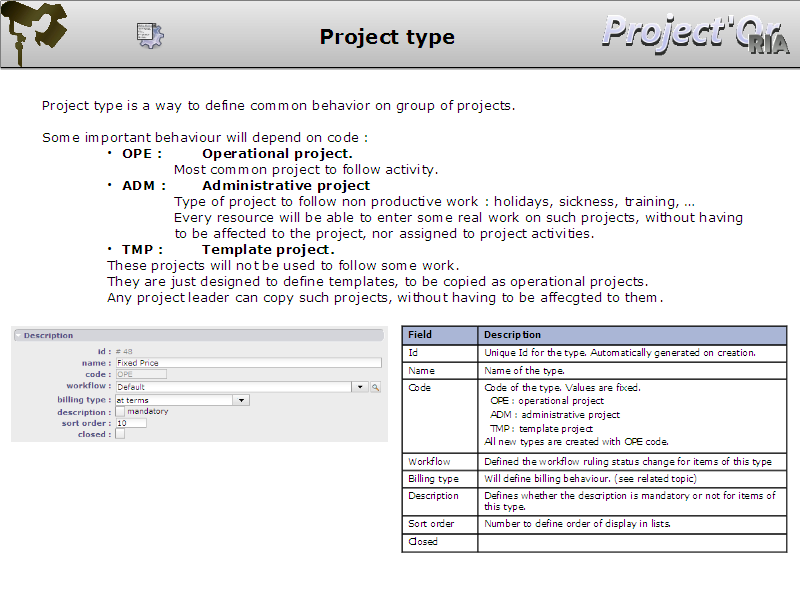 Project type
Project'Or
RIA
Project type is a way to define common behavior on group of projects.
Some important behaviour will depend on code :
• OPE : Operational project.
Most common project to follow activity.
• ADM : Administrative project
Type of project to follow non productive work : holidays, sickness, training, ...
Every resource will be able to enter some real work on such projects, without having
to be affected to the project, nor assigned to project activities.
• TMP : Template project.
These projects will not be used to follow some work.
They are just designed to define templates, to be copied as operational projects.
Any project leader can copy such projects, without having to be affecgted to them.
Description
id : # 48
name : Fixed Price
code : OPE
workflow : Default
billing type : at terms
description : mandatory
sort order : 10
closed :
Field Description
Id Unique Id for the type. Automatically generated on creation.
Name Name of the type.
Code Code of the type. Values are fixed.
OPE : operational project
ADM : administrative project
TMP : template project
All new types are created with OPE code.
Workflow Defined the workflow ruling status change for items of this type
Billing type Will define billing behaviour. (see related topic)
Description Defines whether the description is mandatory or not for items of
this type.
Sort order Number to define order of display in lists.
Closed